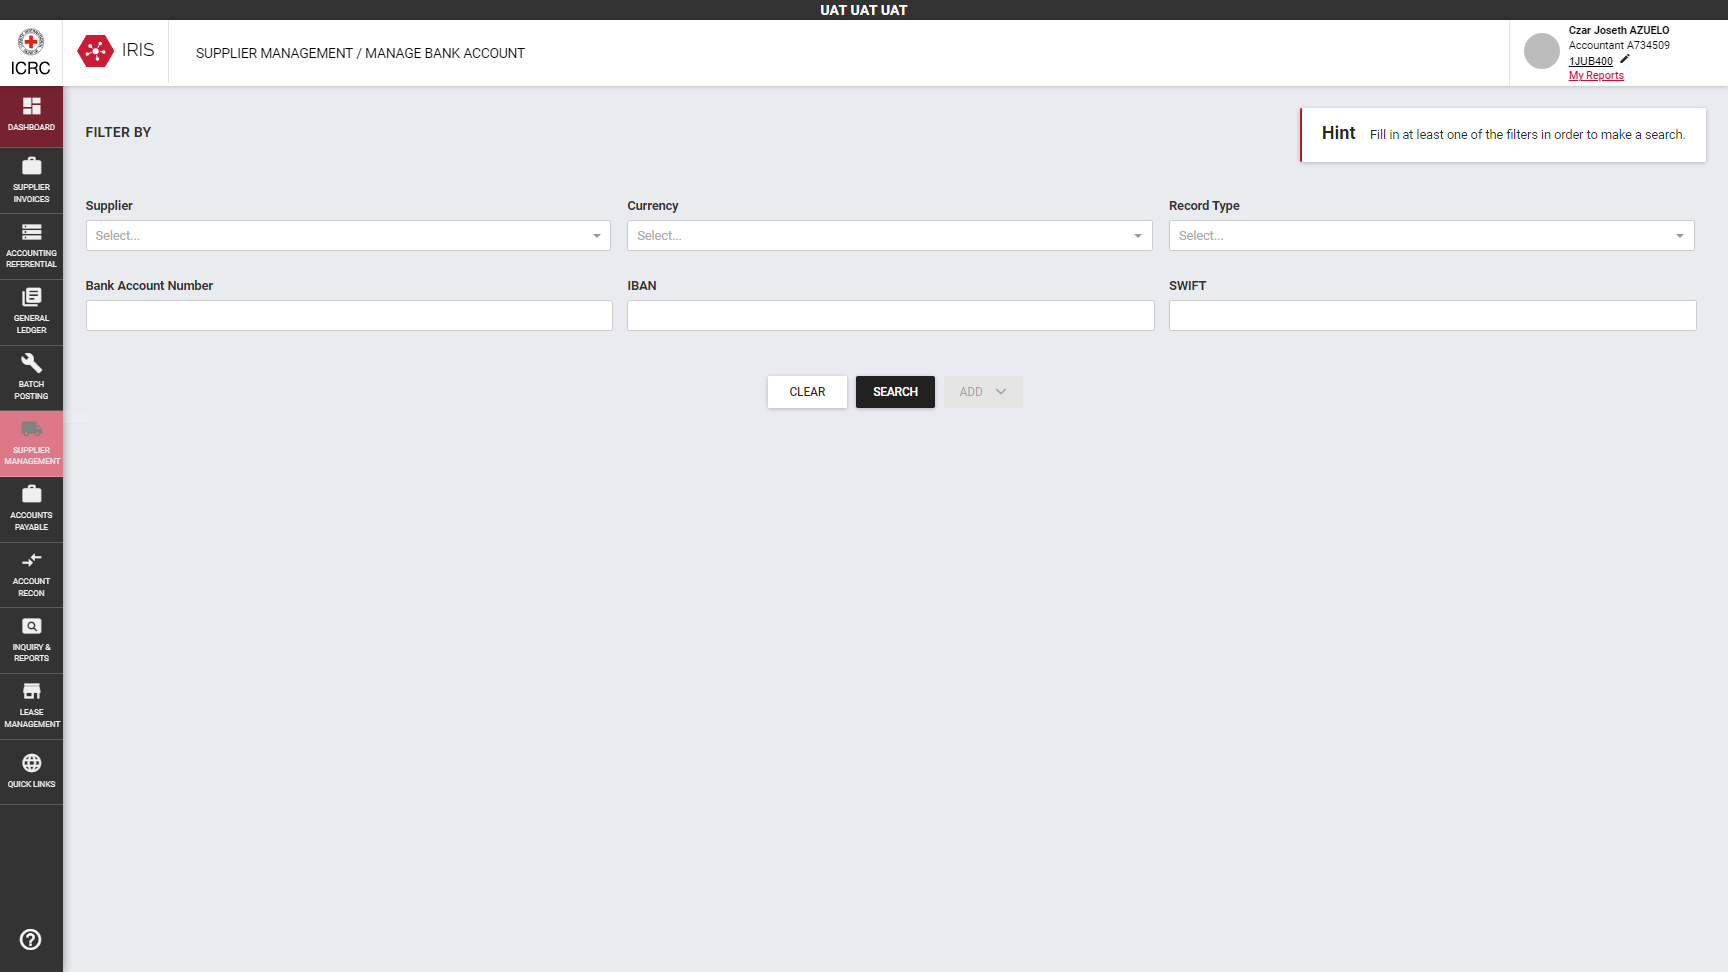 UAT UAT UAT
ICRC
IRIS
SUPPLIER MANAGEMENT / MANAGE BANK ACCOUNT
Czar Joseth AZUELO
Accountant A734509
1JUB400
My Reports
DASHBOARD
SUPPLIER
INVOICES
ACCOUNTING
REFERENTIAL
GENERAL
LEDGER
BATCH
POSTING
SUPPLIER
MANAGEMENT
ACCOUNTS
PAYABLE
ACCOUNT
RECON
INQUIRY &
REPORTS
LEASE
MANAGEMENT
QUICK LINKS
FILTER BY
Hint Fill in at least one of the filters in order to make a search.
Supplier Currency Record Type
Select... Select... Select...
Bank Account Number IBAN SWIFT
CLEAR SEARCH ADD